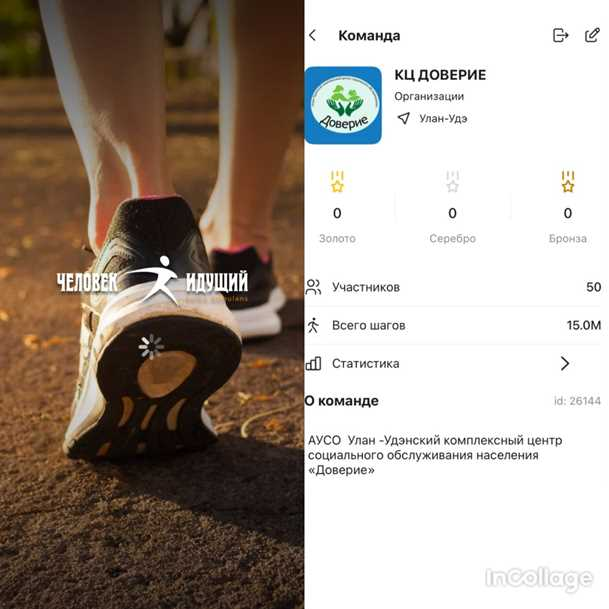 ЧЕЛОВЕК ИДУЩИЙ
Команда
КЦ ДОВЕРИЕ
Организации
Улан-Удэ
Доверие
0
0
0
Золото
Серебро
Бронза
Участников
50
Всего шагов
15.0M
Статистика
О команде
id: 26144
АУСО Улан -Удэнский комплексный центр
социального обслуживания населения
«Доверие»
InCollage